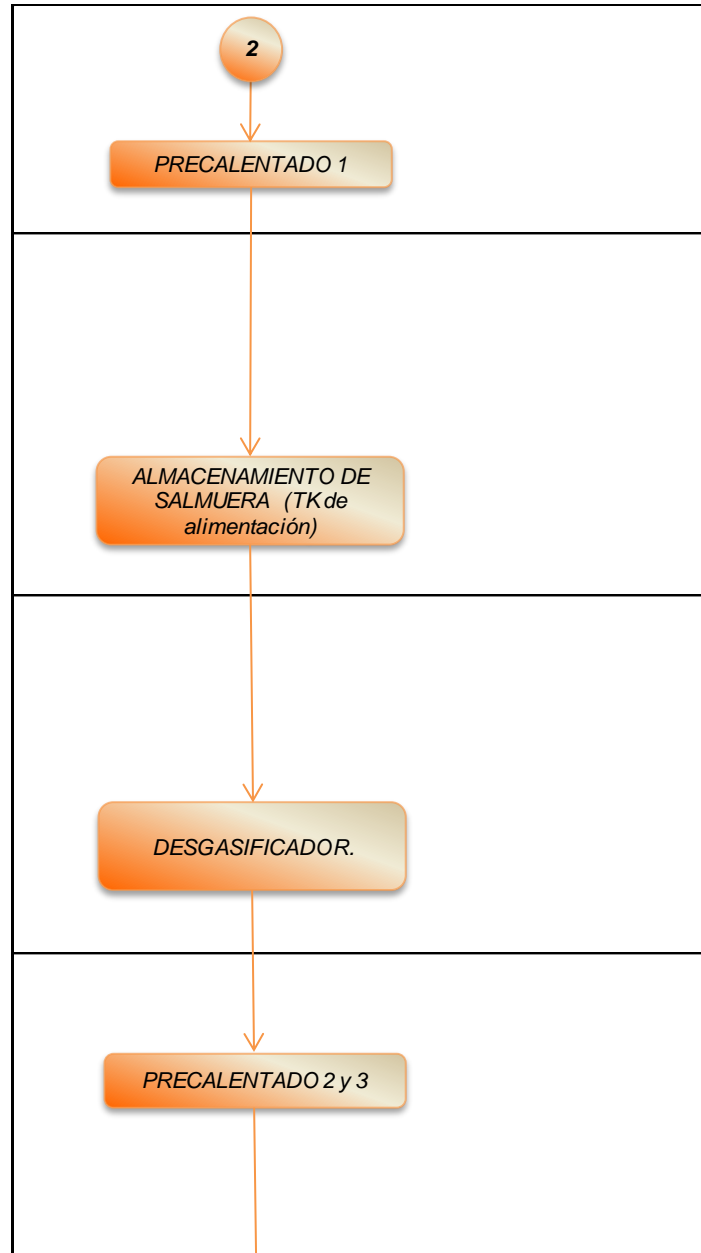 2
PRECALENTADO 1
ALMACENAMIENTO DE
SALMUERA (TK de
alimentación)
DESGASIFICADOR.
PRECALENTADO 2 y 3